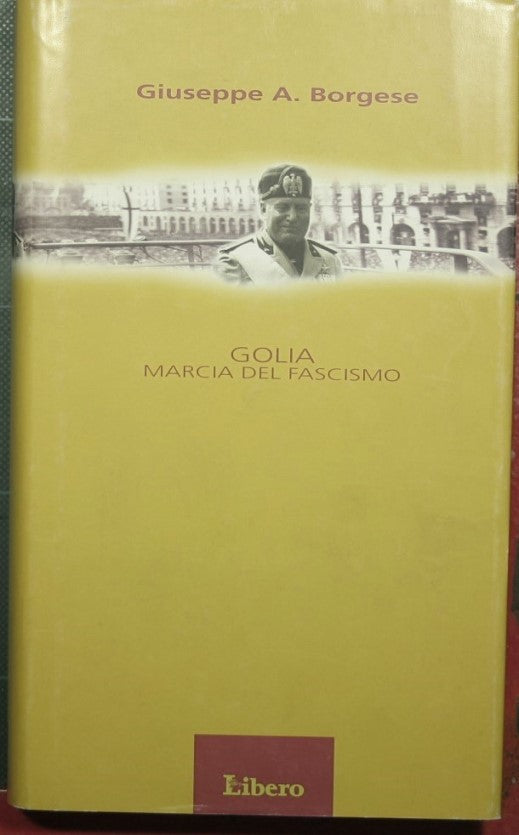 Giuseppe A. Borgese
GOLIA
MARCIA DEL FASCISMO
Libero